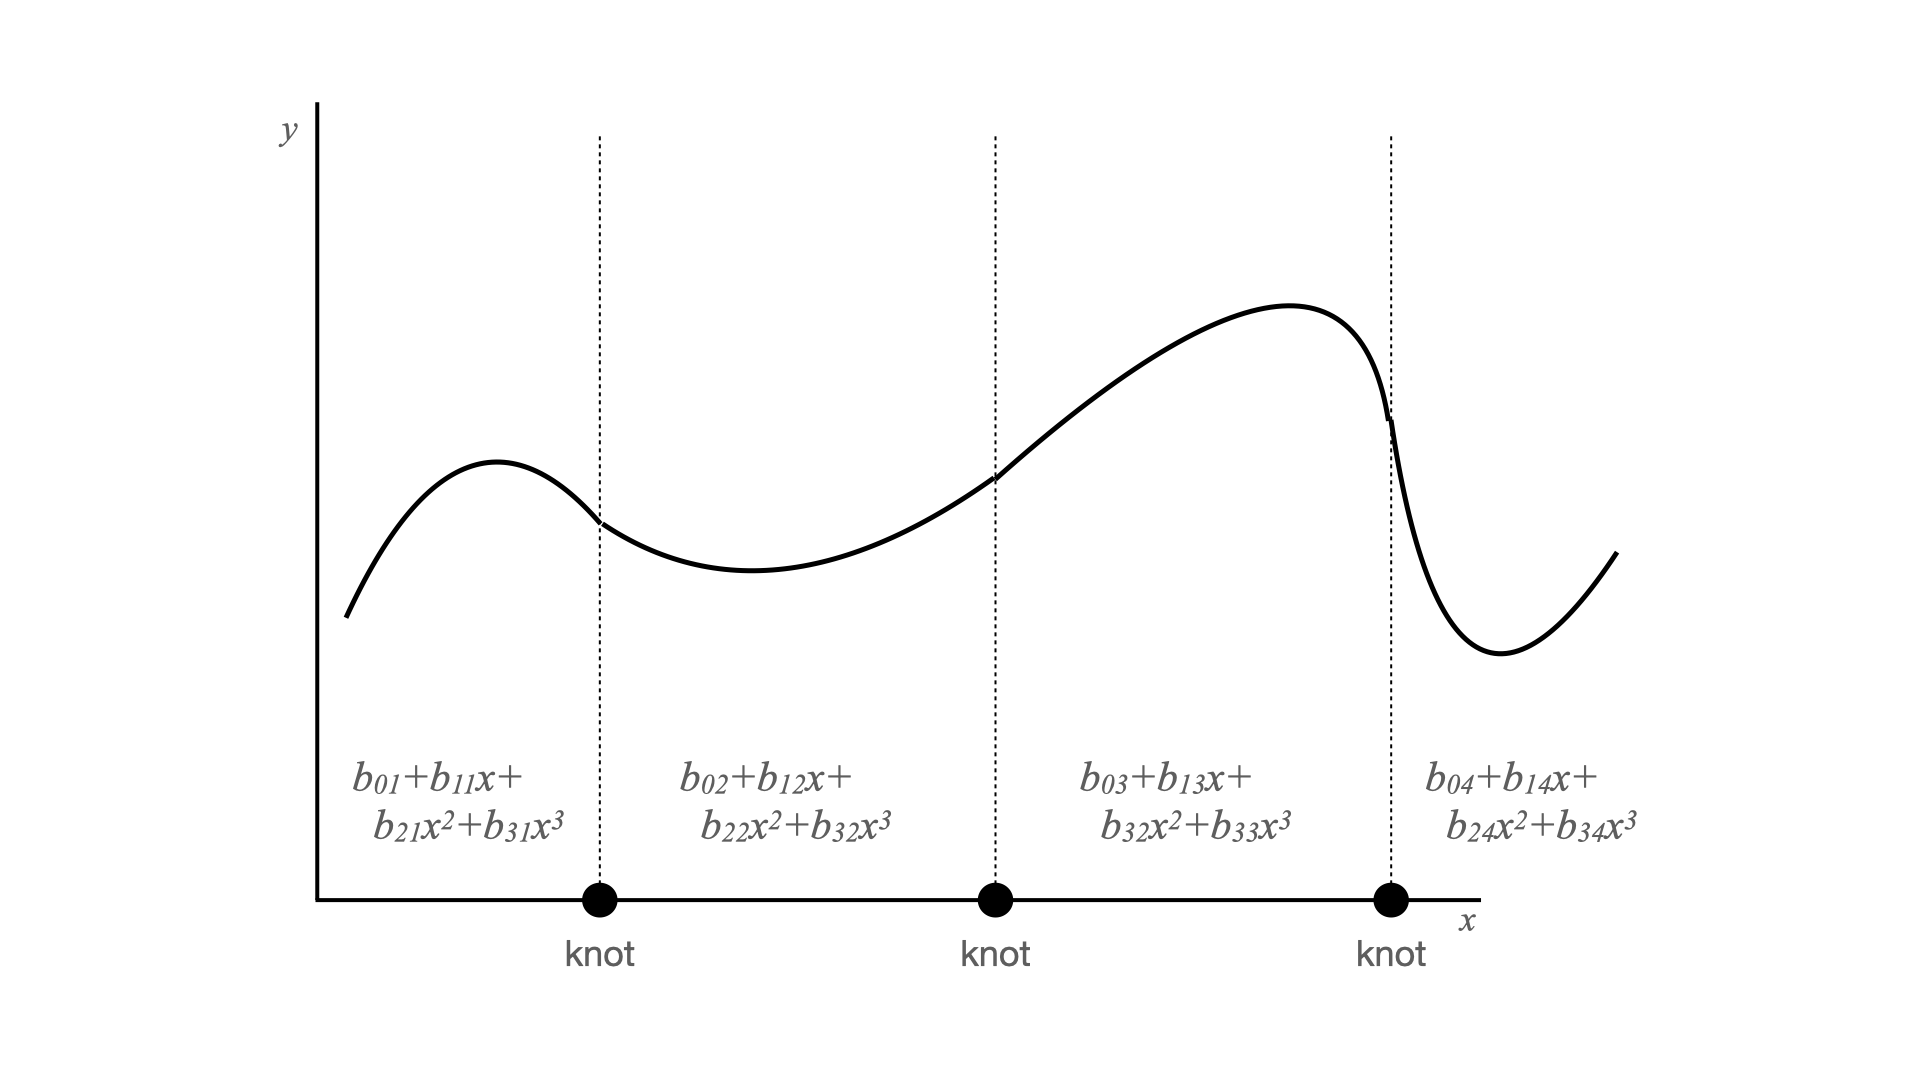 y
b₀₁+b₁₁x+
b₂₁x²+b₃₁x³
b₀₂+b₁₂x+
b₂₂x²+b₃₂x³
b₀₃+b₁₃x+
b₃₂x²+b₃₃x³
b₀₄+b₁₄x+
b₂₄x²+b₃₄x³
x
knot
knot
knot